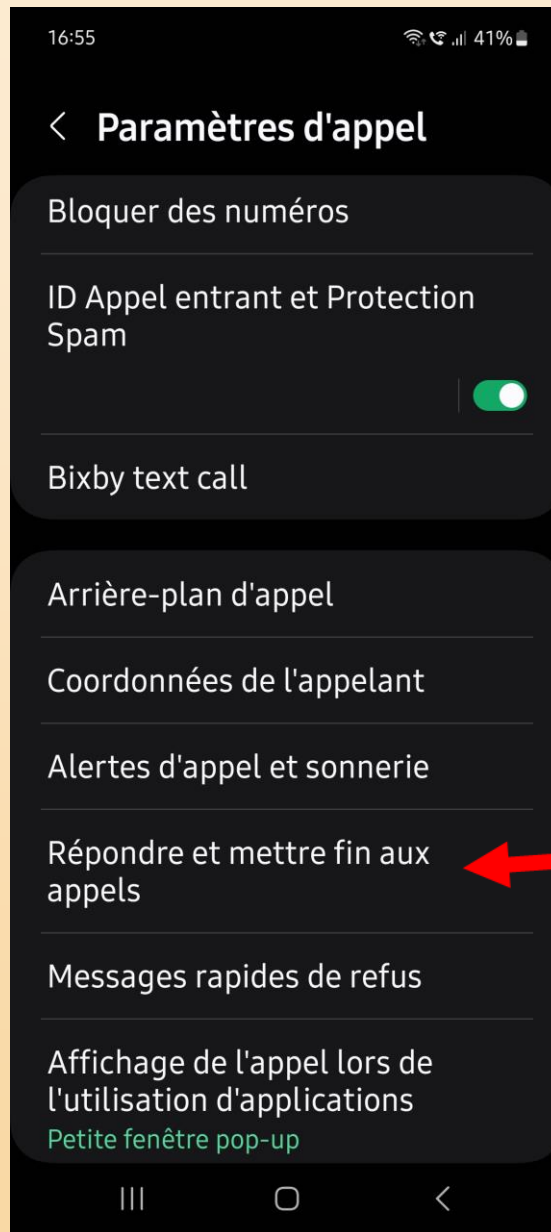 16:55
41%
Paramètres d'appel
Bloquer des numéros
ID Appel entrant et Protection
Spam
Bixby text call
Arrière-plan d'appel
Coordonnées de l'appelant
Alertes d'appel et sonnerie
Répondre et mettre fin aux
appels
Messages rapides de refus
Affichage de l'appel lors de
l'utilisation d'applications
Petite fenêtre pop-up